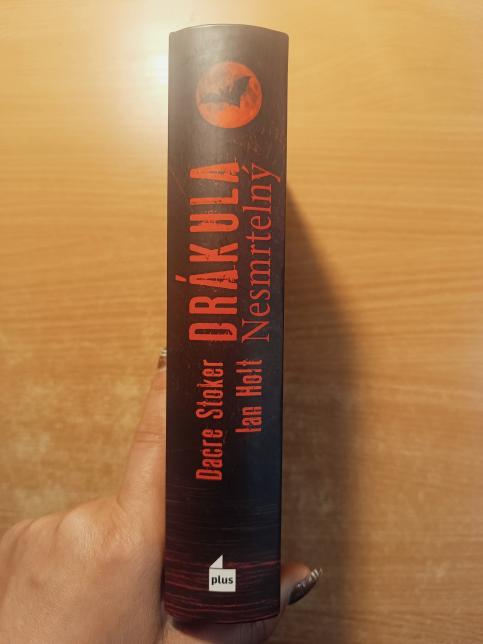 Dacre Stoker
Ian Holt
DRÁKULA
Nesmrtelný
plus